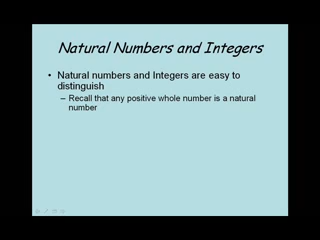 Natural Numbers and Integers
• Natural numbers and Integers are easy to
distinguish
– Recall that any positive whole number is a natural
number